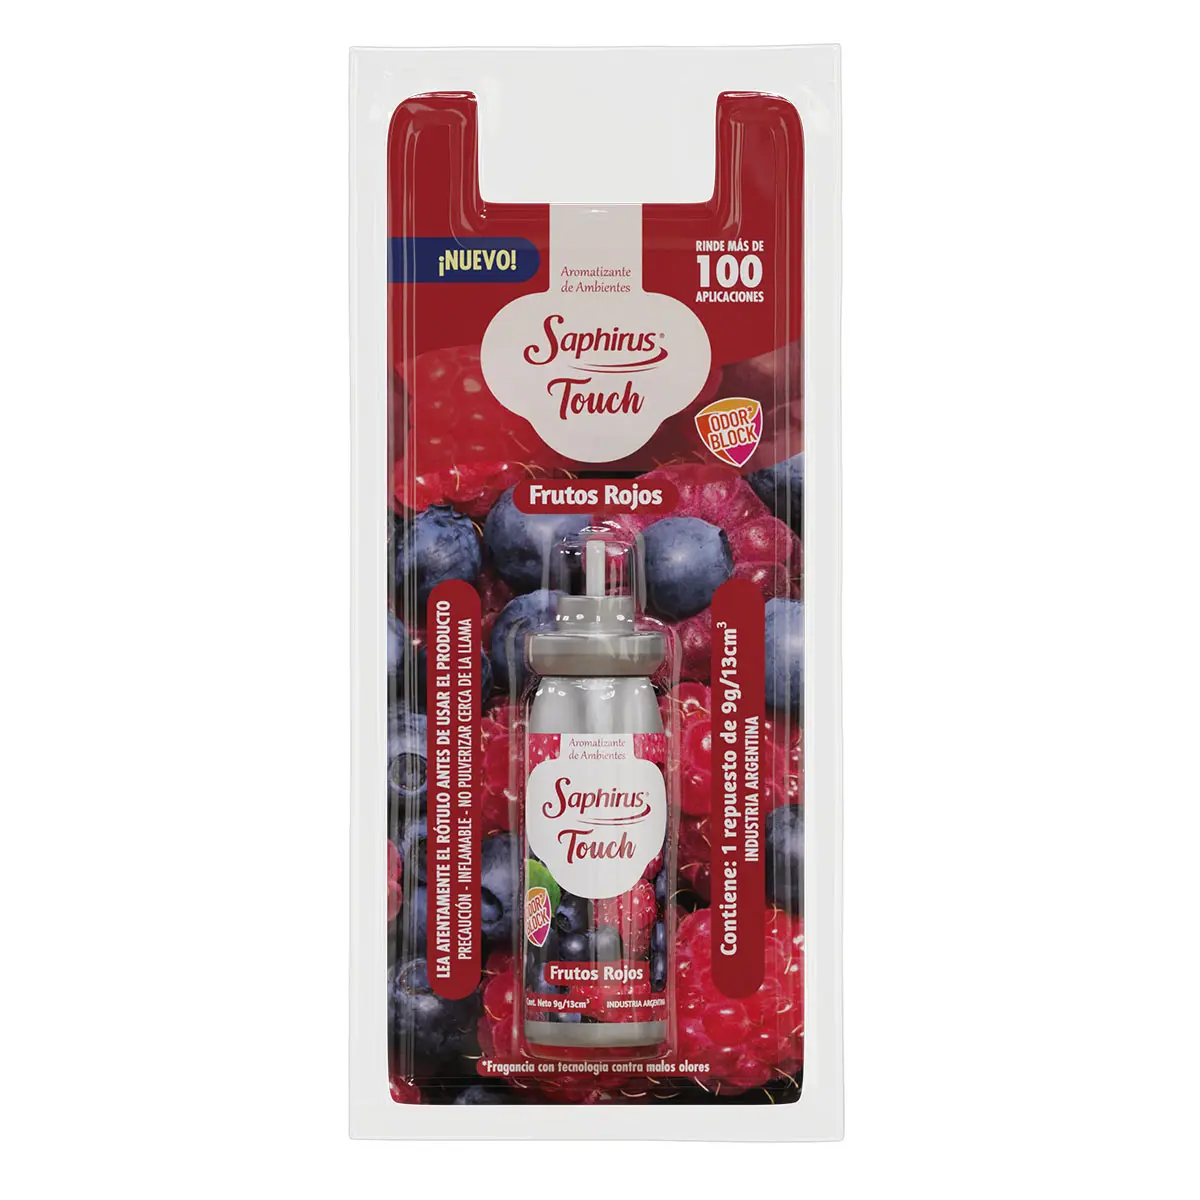 ¡NUEVO!
Aromatizante
de Ambientes
Saphirus®
Touch
RINDE MÁS DE
100
APLICACIONES
ODOR
BLOCK
Frutos Rojos
LEA ATENTAMENTE EL RÓTULO ANTES DE USAR EL PRODUCTO
PRECAUCIÓN - INFLAMABLE - NO PULVERIZAR CERCA DE LA LLAMA
Contiene: 1 repuesto de 9g/13cm³
INDUSTRIA ARGENTINA
Aromatizante
de Ambientes
Saphirus®
Touch
ODOR
BLOCK
Frutos Rojos
Cont. Neto 9g/13cm³ INDUSTRIA ARGENTINA
*Fragancia con tecnología contra malos olores